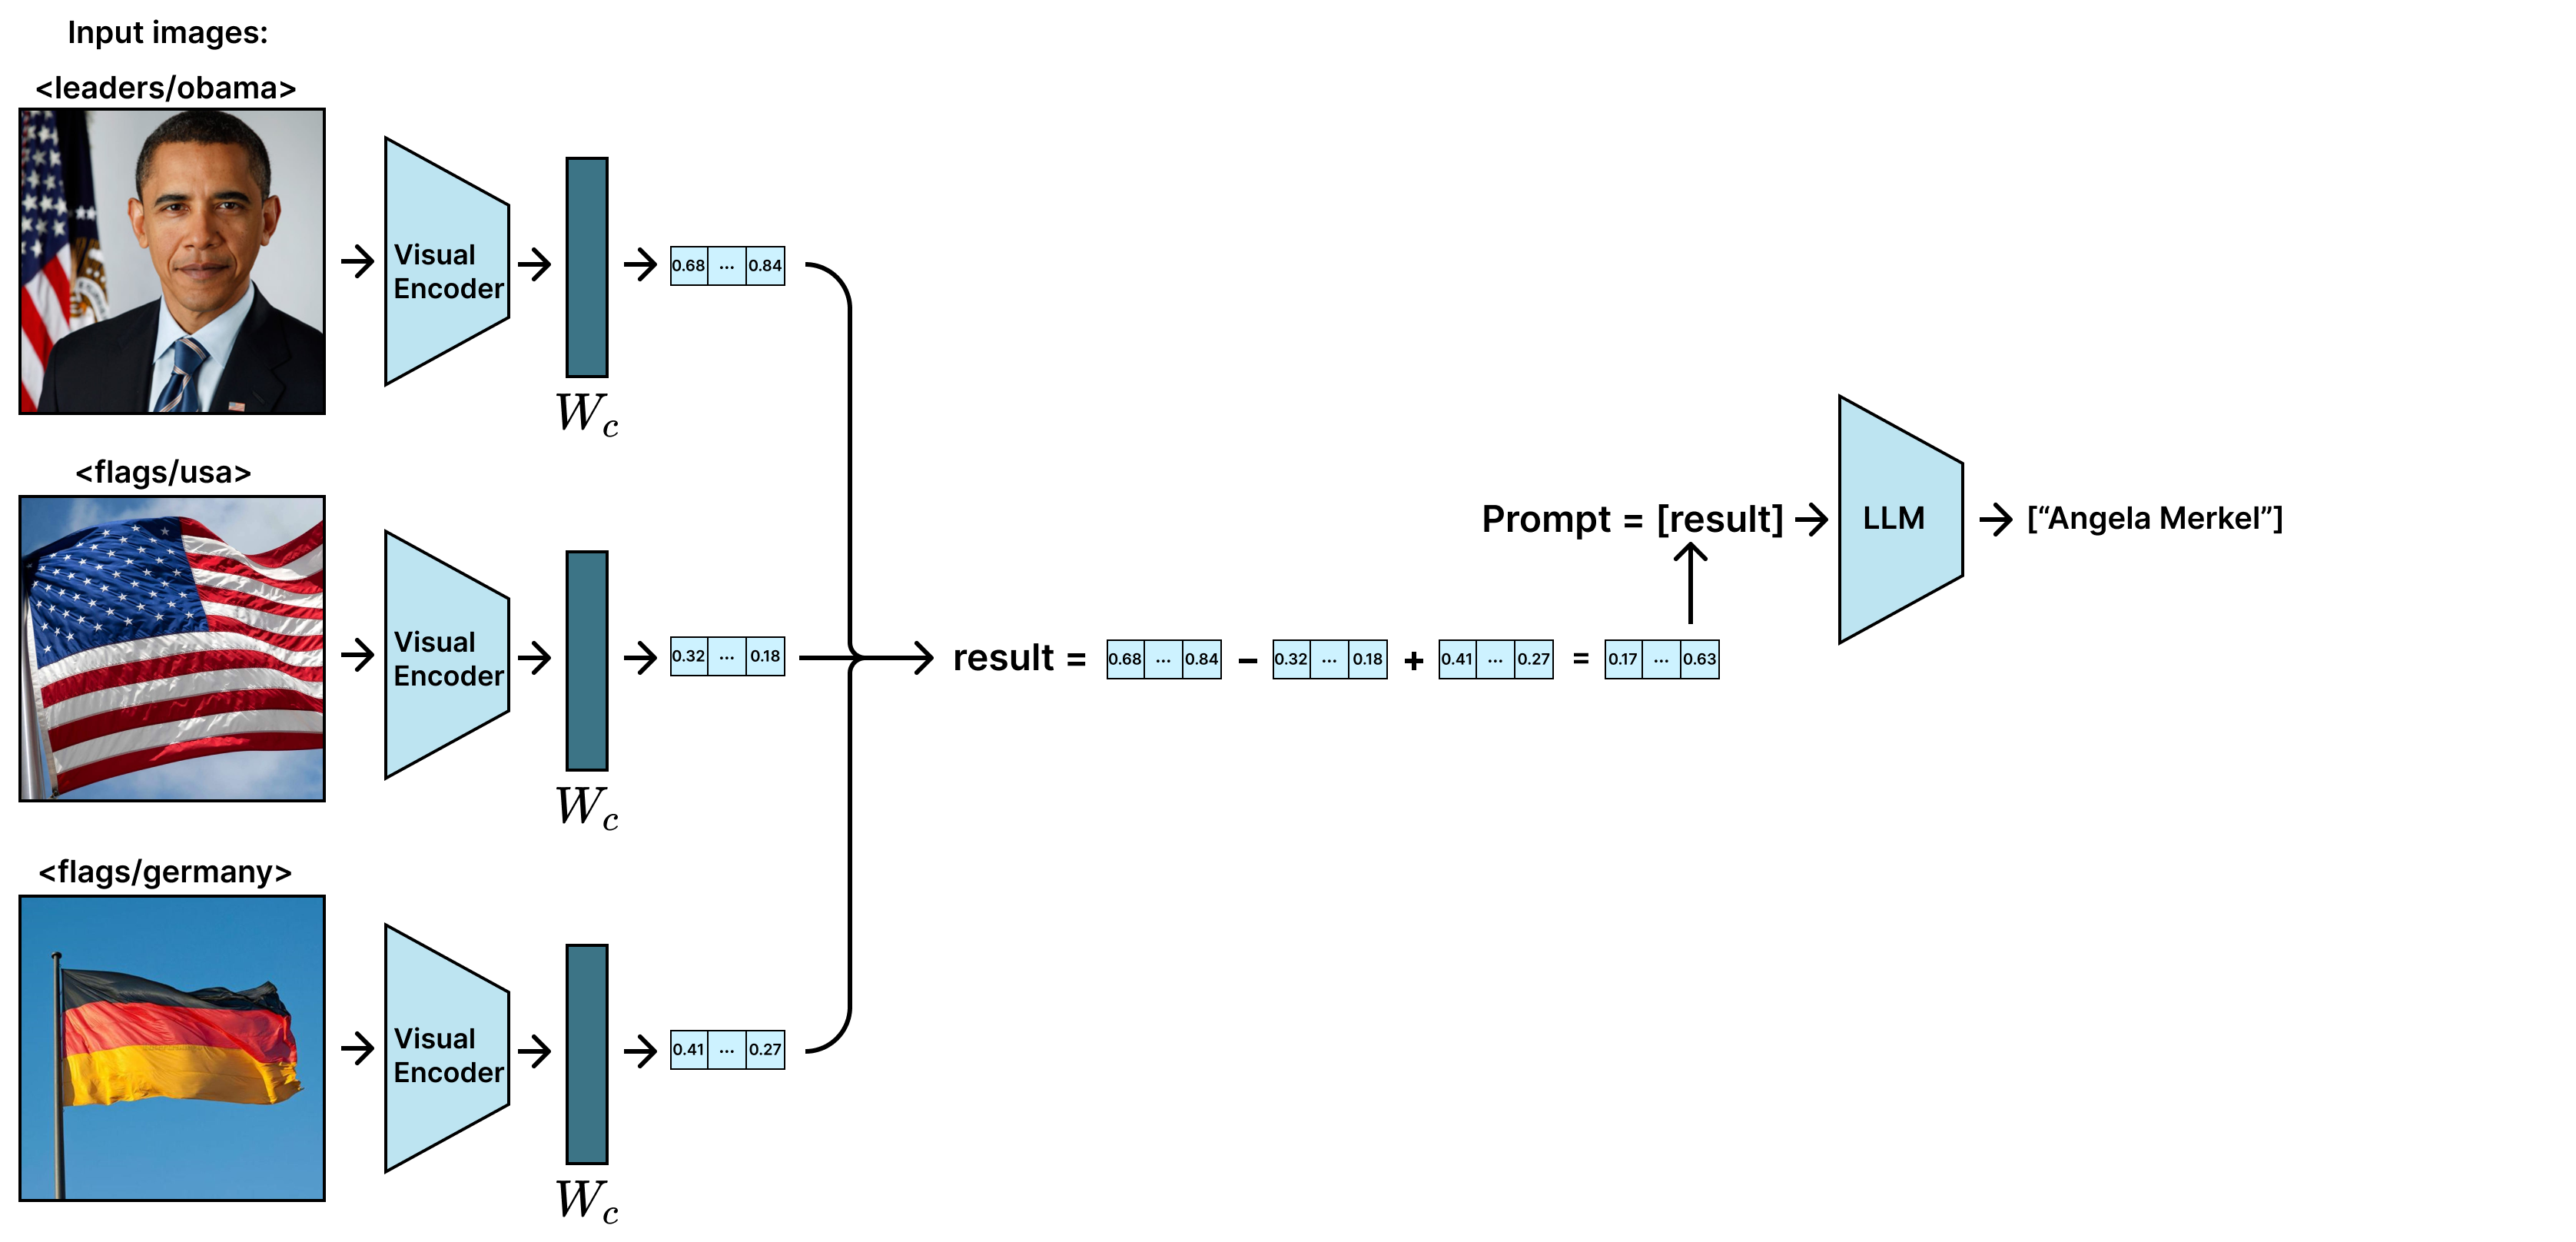 Input images:
<leaders/obama>
Visual
Encoder
0.68 ... 0.84
W_c
<flags/usa>
Visual
Encoder
0.32 ... 0.18
W_c
<flags/germany>
Visual
Encoder
0.41 ... 0.27
W_c
result = 0.68 ... 0.84 – 0.32 ... 0.18 + 0.41 ... 0.27 = 0.17 ... 0.63
Prompt = [result]
LLM
[“Angela Merkel”]